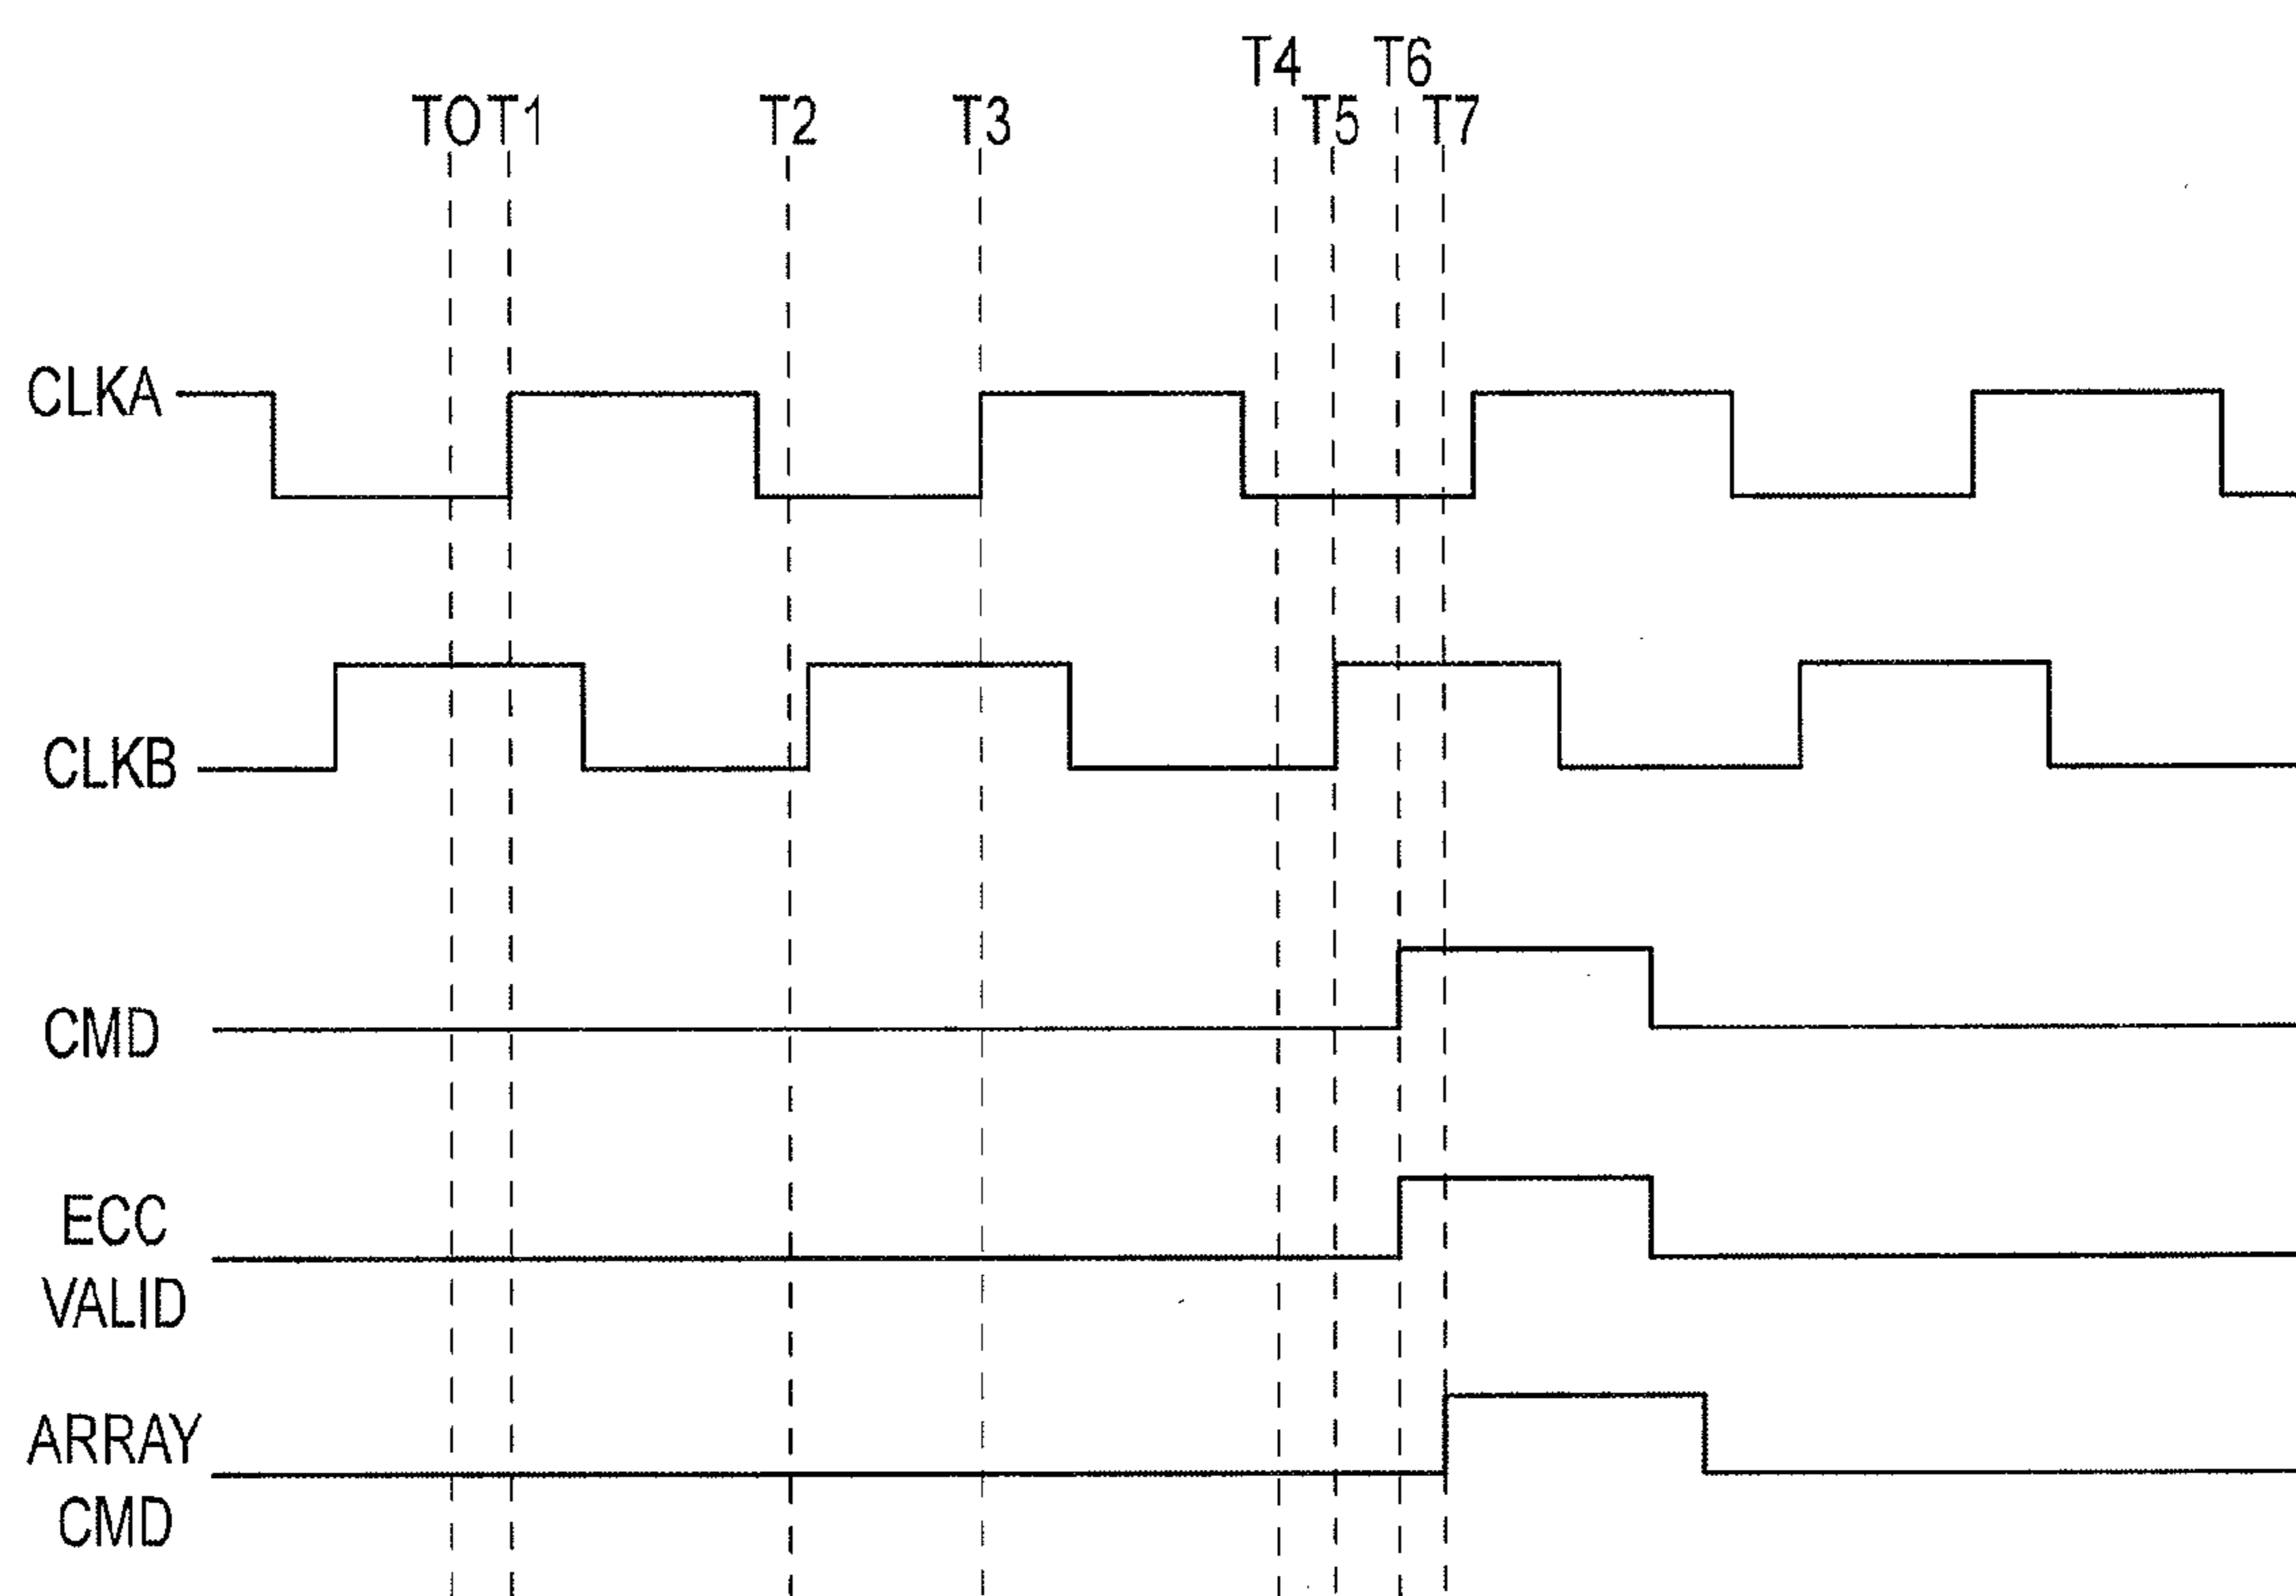 T4 T6
T0 T1 T2 T3 T5 T7
CLKA
CLKB
CMD
ECC
VALID
ARRAY
CMD